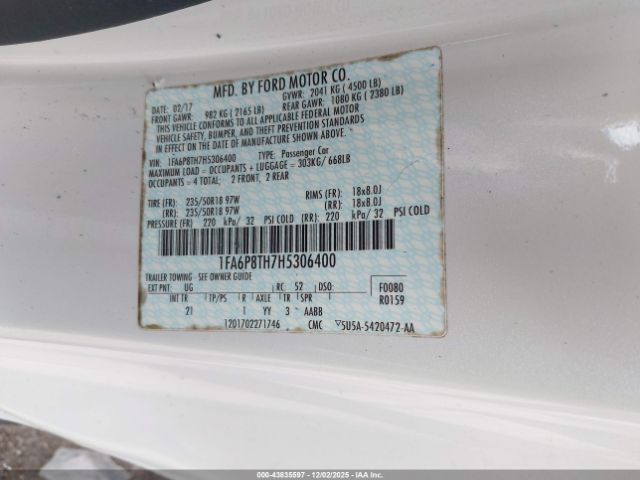 MFD. BY FORD MOTOR CO.
02/17 GVWR: 2041 KG ( 4500 LB)
FRONT GAWR: 982 KG ( 2165 LB) REAR GAWR: 1080 KG ( 2380 LB)
THIS VEHICLE CONFORMS TO ALL APPLICABLE FEDERAL MOTOR
VEHICLE SAFETY, BUMPER, AND THEFT PREVENTION STANDARDS
IN EFFECT ON THE DATE OF MANUFACTURE SHOWN ABOVE
VIN: 1FA6P8TH7H5306400 TYPE: Passenger Car
MAXIMUM LOAD = OCCUPANTS + LUGGAGE = 303KG/ 668LB
OCCUPANTS = 4 TOTAL; 2 FRONT, 2 REAR
TIRE (FR): 235/50R18 97W RIMS (FR): 18x8.0J
(RR): 235/50R18 97W (RR): 18x8.0J
PRESSURE (FR) 220 kPa/ 32 PSI COLD (RR): 220 kPa/ 32 PSI COLD
1FA6P8TH7H5306400
TRAILER TOWING - SEE OWNER GUIDE
EXT PNT: UG RC: 52 DSO: F0080
INT TR TP/PS R AXLE TR SPR R0159
21 1 YY 3 AABB
1201702271746 CMC ▽5U5A-5420472-AA
000-43835597 - 12/02/2025 - IAAI.COM